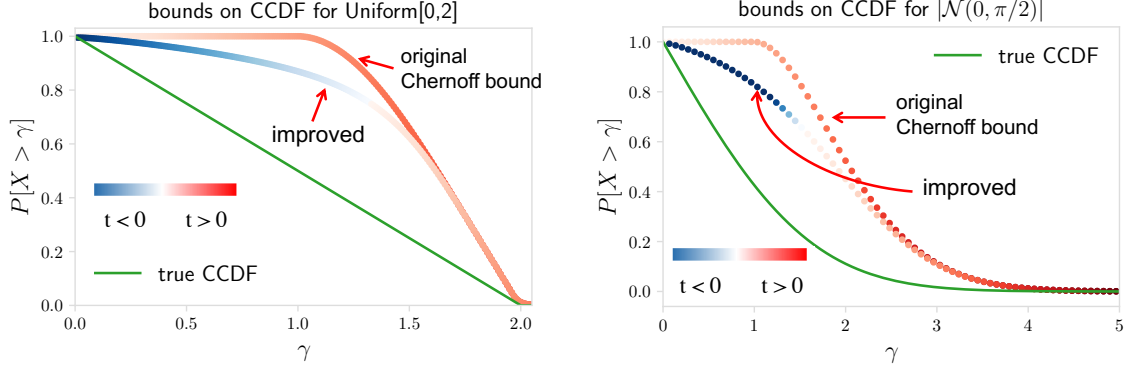 bounds on CCDF for Uniform[0,2]
P[X > γ]
1.0
0.8
0.6
0.4
0.2
0.0
original
Chernoff bound
improved
t < 0 t > 0
true CCDF
0.0 0.5 1.0 1.5 2.0
γ
bounds on CCDF for |𝒩(0, π/2)|
P[X > γ]
1.0
0.8
0.6
0.4
0.2
0.0
true CCDF
original
Chernoff bound
improved
t < 0 t > 0
0 1 2 3 4 5
γ